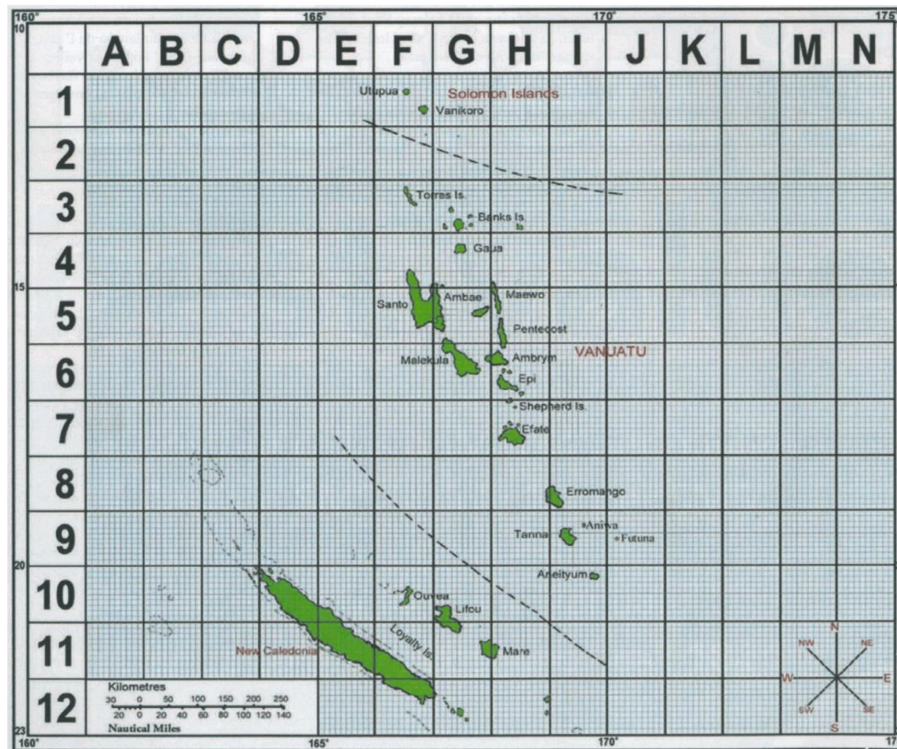 160° 165° 170° 175°
10
A B C D E F G H I J K L M N
1
Utupua
Solomon Islands
Vanikoro
2
3
Torres Is.
Banks Is.
4
Gaua
15
5
Santo
Ambae
Maewo
Pentecost
6
Malekula
Ambrym
VANUATU
Epi
Shepherd Is.
7
Efate
8
Erromango
9
Tanna
Aniwa
Futuna
20
Aneityum
10
Ouvea
Lifou
11
New Caledonia
Loyalty Is.
Mare
N
NW NE
W E
SW SE
S
Kilometres
30 0 50 100 150 200 250
20 0 20 40 60 80 100 120 140
Nautical Miles
12
23
160° 165° 170°